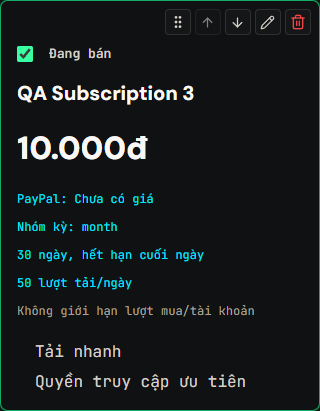 Đang bán
QA Subscription 3
10.000đ
PayPal: Chưa có giá
Nhóm kỳ: month
30 ngày, hết hạn cuối ngày
50 lượt tải/ngày
Không giới hạn lượt mua/tài khoản
Tải nhanh
Quyền truy cập ưu tiên